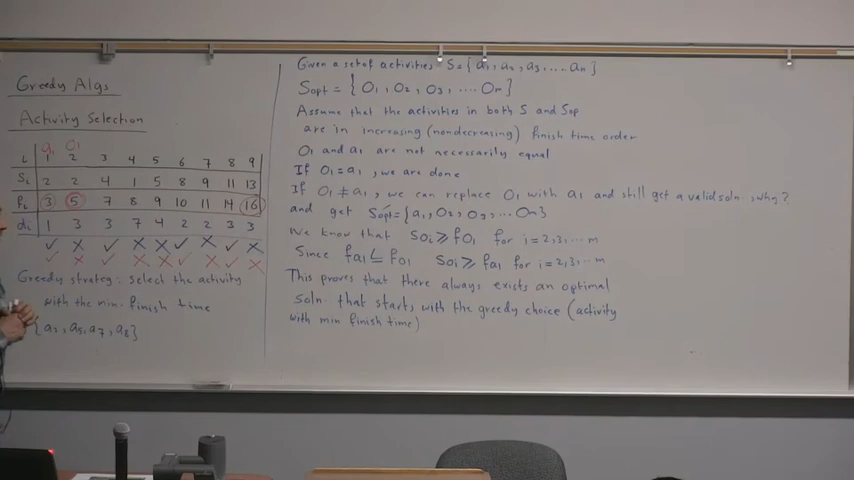 Greedy Algs
Activity Selection
a1 O1
i 1 2 3 4 5 6 7 8 9
Si 2 2 4 1 5 8 9 11 13
fi 3 5 7 8 9 10 11 14 16
di 1 3 3 7 4 2 2 3 3
✓ × ✓ × × ✓ × ✓ ×
✓ × ✓ × × × ✓ ✓ ×
Greedy strategy: select the activity
with the min. finish time
{a2, a5, a7, a8}
Given a set of activities S = {a1, a2, a3 .... an}
Sopt = {O1, O2, O3, .... Om}
Assume that the activities in both S and Sop
are in increasing (nondecreasing) finish time order
O1 and a1 are not necessarily equal
If O1 = a1, we are done
If O1 ≠ a1, we can replace O1 with a1 and still get a valid soln, why?
and get Sopt = {a1, O2, O3, ... Om}
We know that SOi ≥ fO1 for i = 2,3,... m
Since fa1 ≤ fO1 SOi ≥ fa1 for i = 2,3,... m
This proves that there always exists an optimal
soln. that starts with the greedy choice (activity
with min finish time)